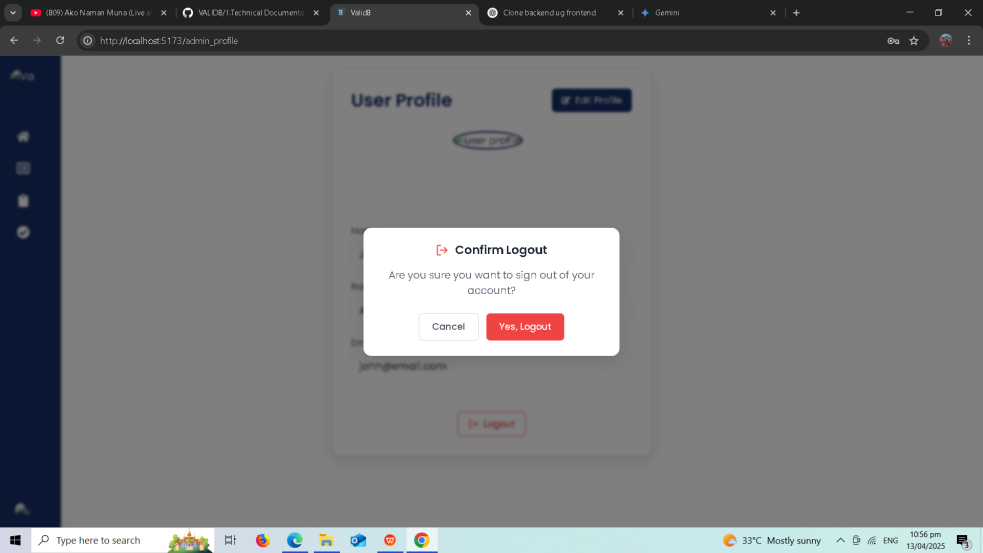 (809) Ako Naman Muna (Live a
VALIDB/1.Technical Documenta
ValidB
Clone backend ug frontend
Gemini
http://localhost:5173/admin_profile
User Profile
Edit Profile
user profi
Confirm Logout
Are you sure you want to sign out of your
account?
Cancel
Yes, Logout
john@email.com
Logout
Type here to search
33°C Mostly sunny
ENG
10:56 pm
13/04/2025
3